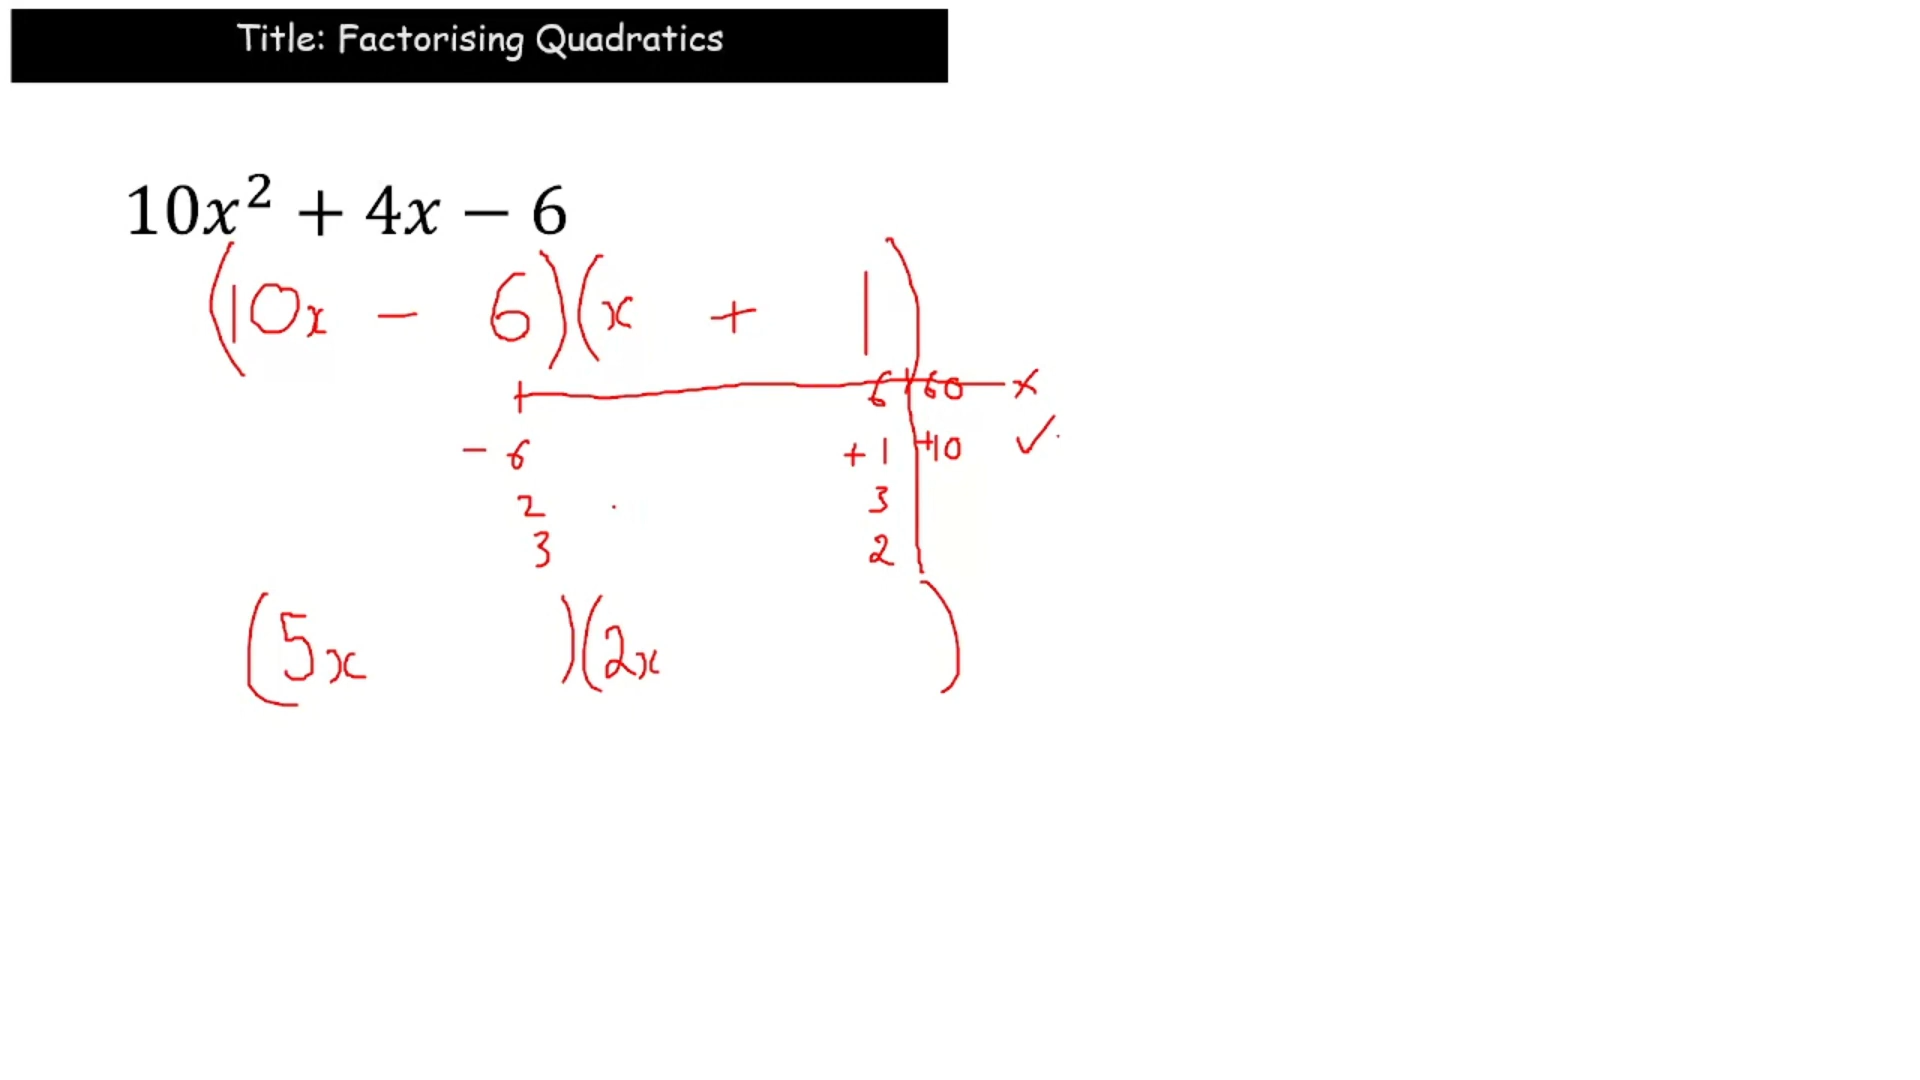 Title: Factorising Quadratics
10x² + 4x − 6
(10x − 6)(x + 1)
6 60 ×
− 6 + 1 +10 ✓
2 3
3 2
(5x )(2x )